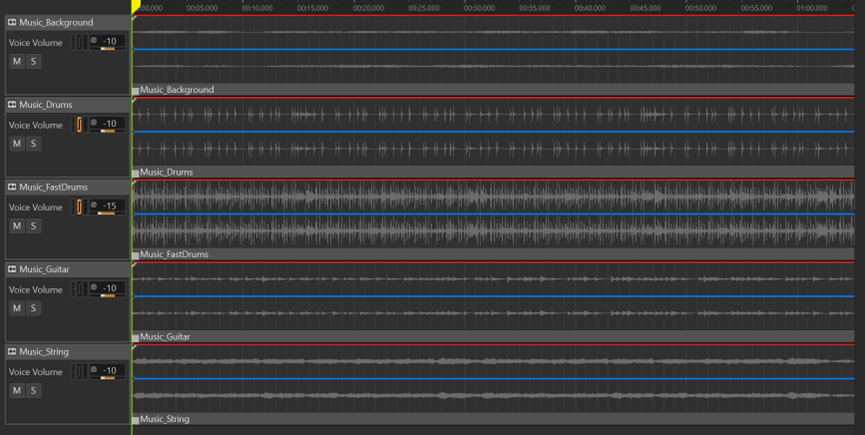 00.000 00:05.000 00:10.000 00:15.000 00:20.000 00:25.000 00:30.000 00:35.000 00:40.000 00:45.000 00:50.000 00:55.000 01:00.000
Music_Background
Voice Volume -10
M S
Music_Background
Music_Drums
Voice Volume -10
M S
Music_Drums
Music_FastDrums
Voice Volume -15
M S
Music_FastDrums
Music_Guitar
Voice Volume -10
M S
Music_Guitar
Music_String
Voice Volume -10
M S
Music_String